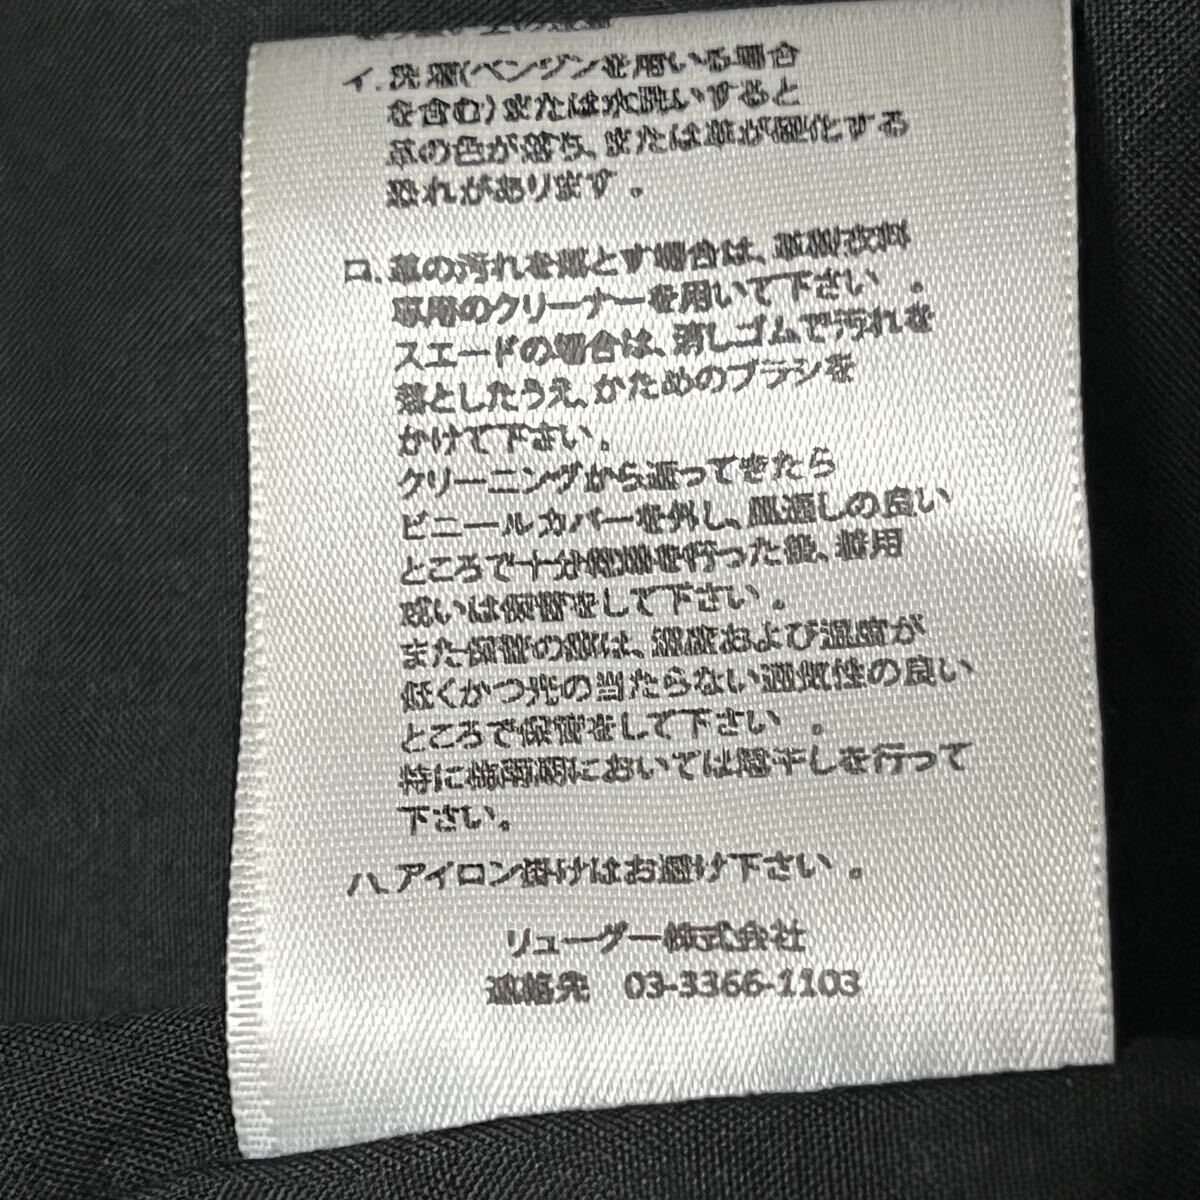 イ.洗濯(ベンジンを用いる場合
を含む)または水洗いすると
革の色が落ち、または革が硬化する
恐れがあります。
ロ.革の汚れを落とす場合は、革製衣料
専用のクリーナーを用いて下さい。
スエードの場合は、消しゴムで汚れを
落としたうえ、かためのブラシを
かけて下さい。
クリーニングから返ってきたら
ビニールカバーを外し、風通しの良い
ところで十分乾燥を行った後、着用
或いは保管をして下さい。
また保管の際は、湿度および温度が
低くかつ光の当たらない通気性の良い
ところで保管をして下さい。
特に梅雨期においては陰干しを行って
下さい。
ハ.アイロン掛けはお避け下さい。
リューグー株式会社
連絡先 03-3366-1103